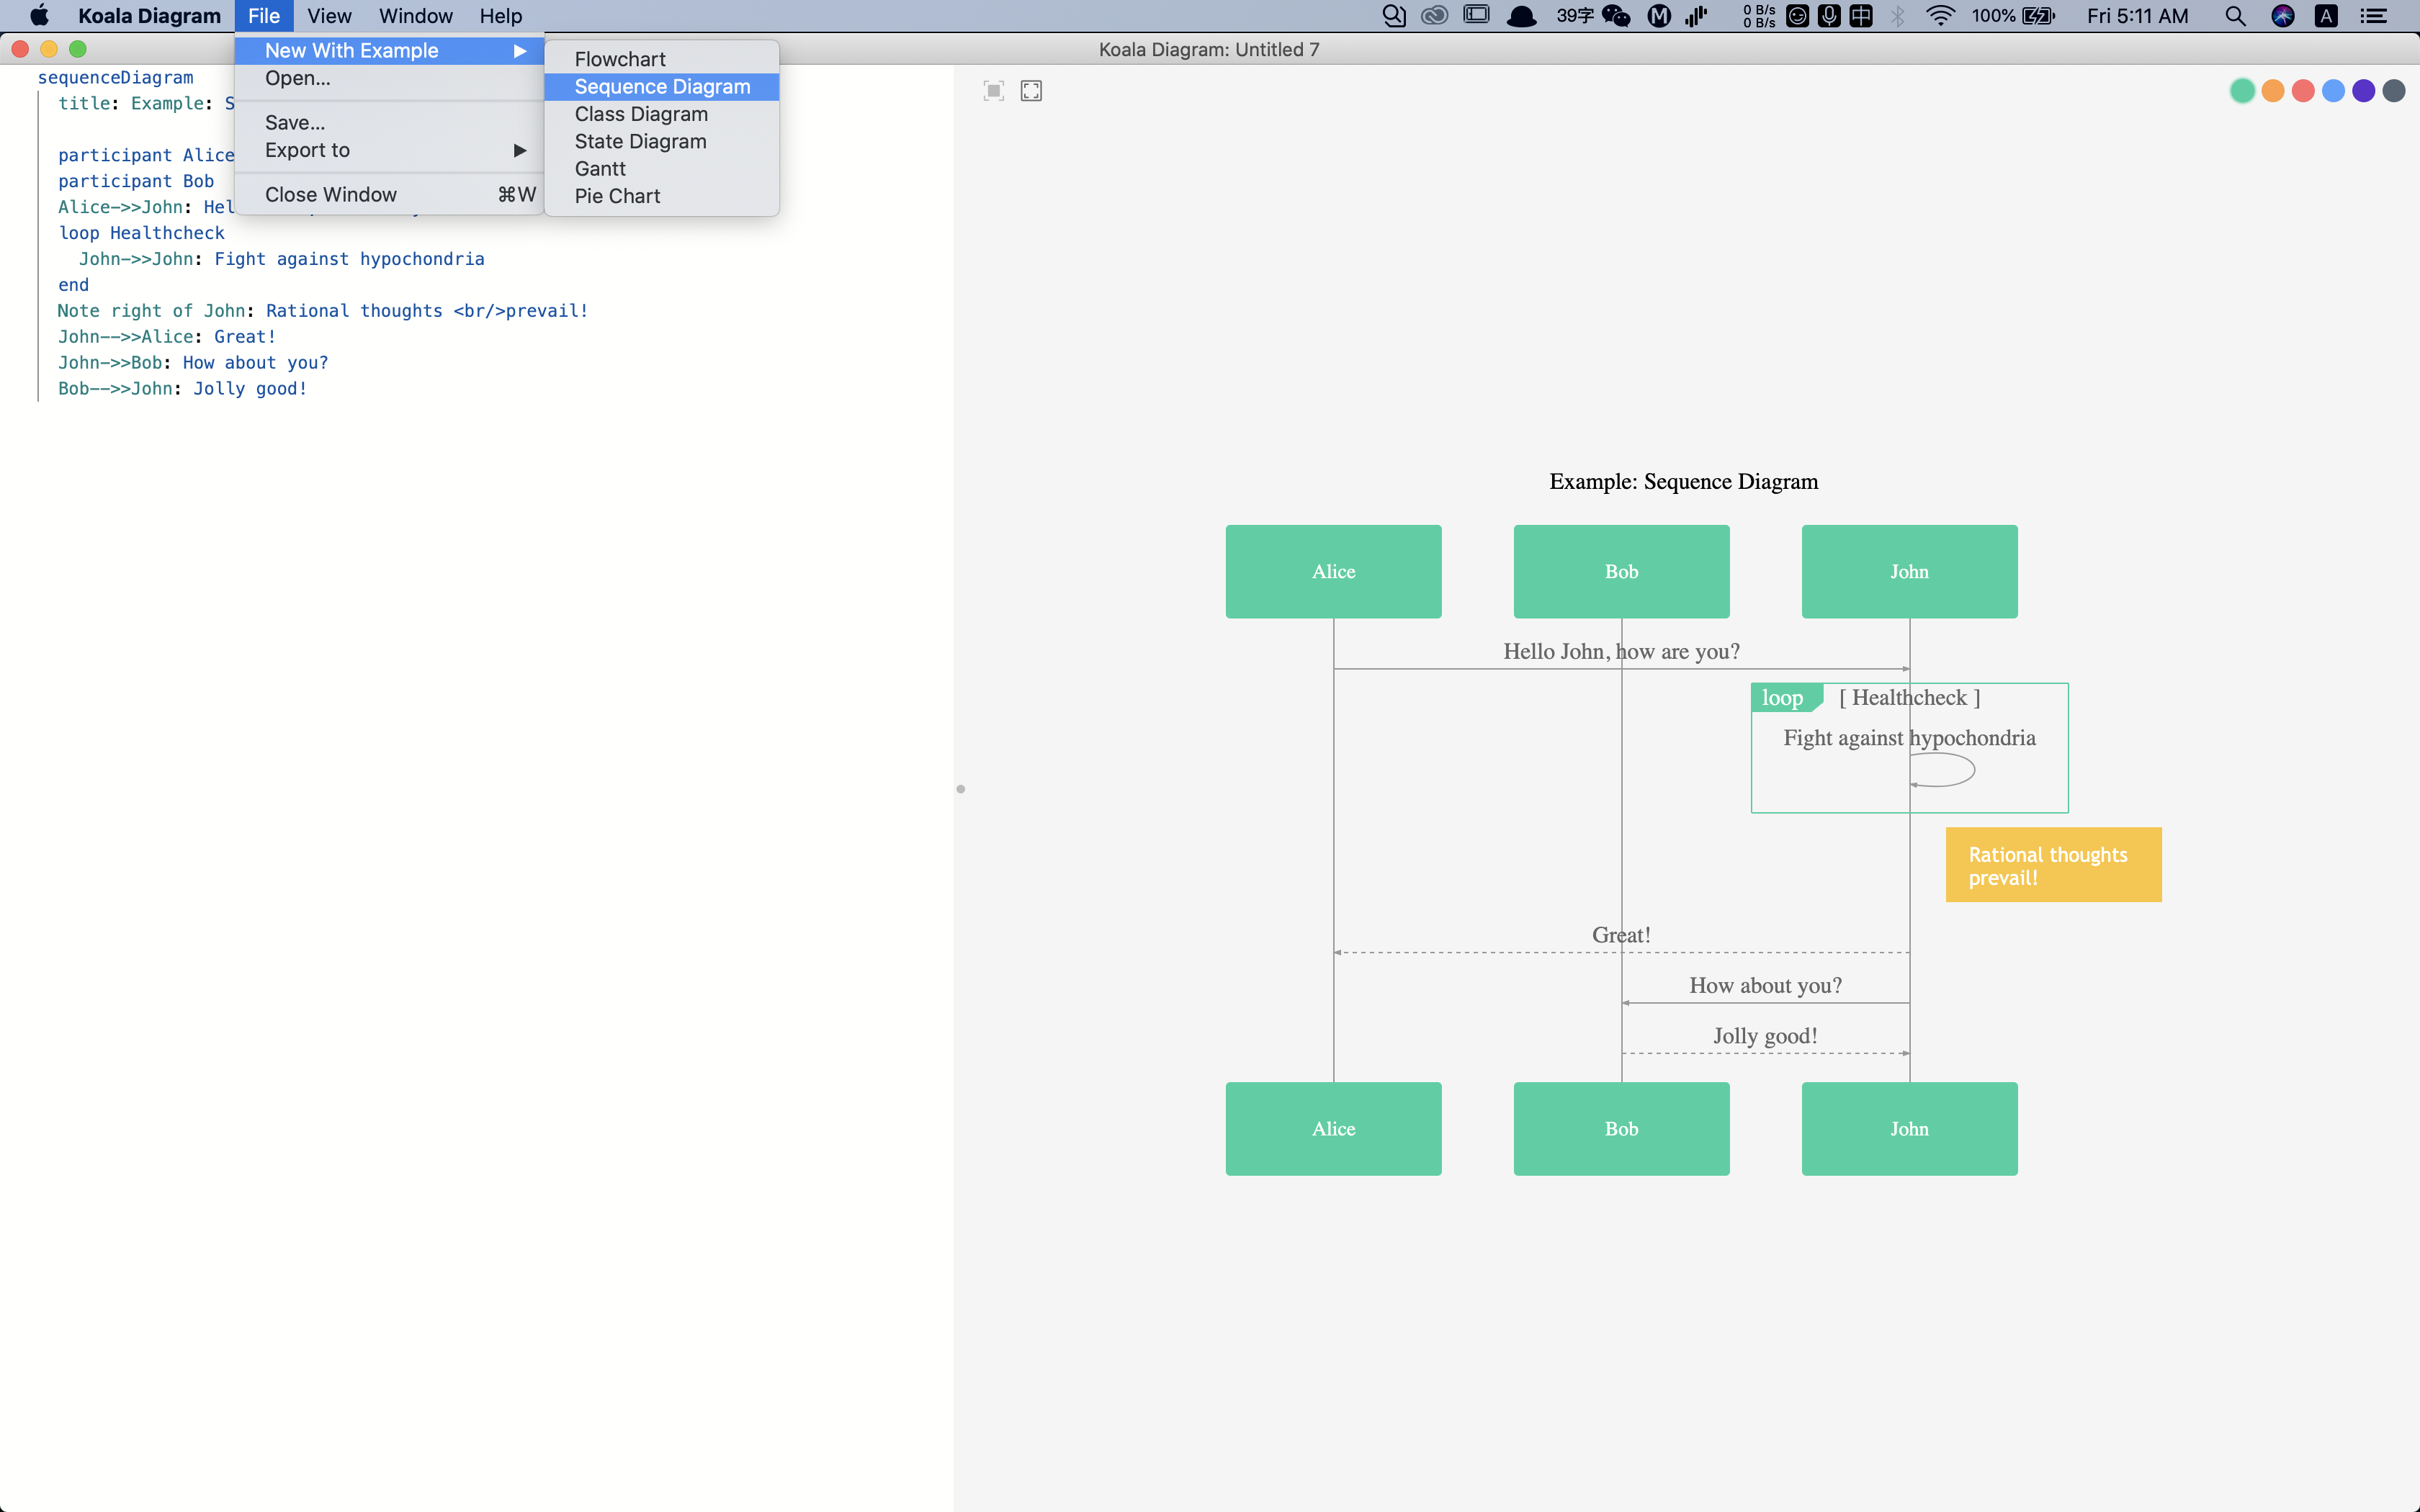 Koala Diagram File View Window Help
39字 0 B/s 0 B/s 中 100% Fri 5:11 AM A
Koala Diagram: Untitled 7
New With Example
Open...
Save...
Export to
Close Window ⌘W
Flowchart
Sequence Diagram
Class Diagram
State Diagram
Gantt
Pie Chart
sequenceDiagram
title: Example: S
participant Alice
participant Bob
Alice->>John: Hel
loop Healthcheck
John->>John: Fight against hypochondria
end
Note right of John: Rational thoughts <br/>prevail!
John-->>Alice: Great!
John->>Bob: How about you?
Bob-->>John: Jolly good!
Example: Sequence Diagram
Alice Bob John
Hello John, how are you?
loop [ Healthcheck ]
Fight against hypochondria
Rational thoughts
prevail!
Great!
How about you?
Jolly good!
Alice Bob John